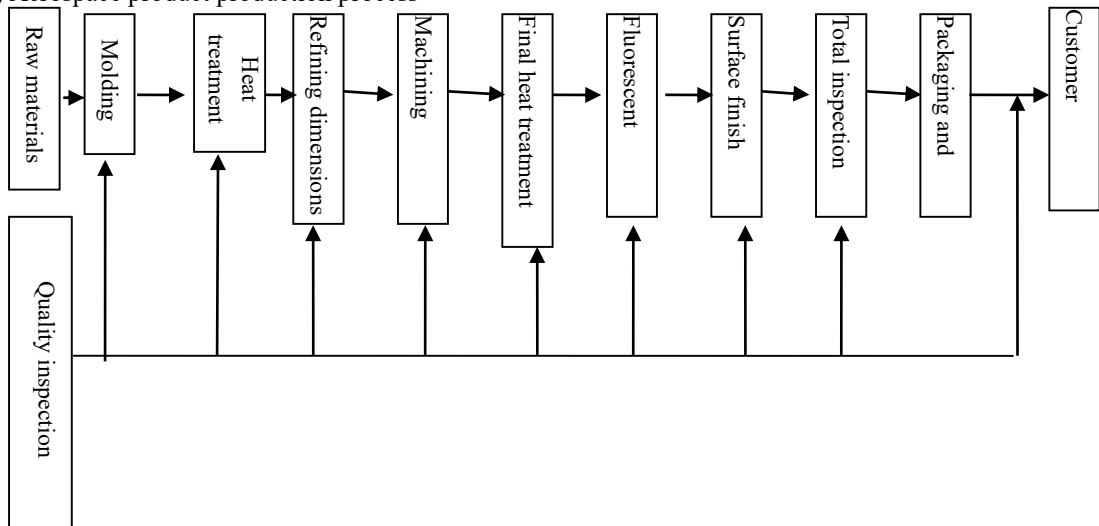 Aerospace product production process
Raw materials
Molding
Heat
treatment
Refining dimensions
Machining
Final heat treatment
Fluorescent
Surface finish
Total inspection
Packaging and
Customer
Quality inspection